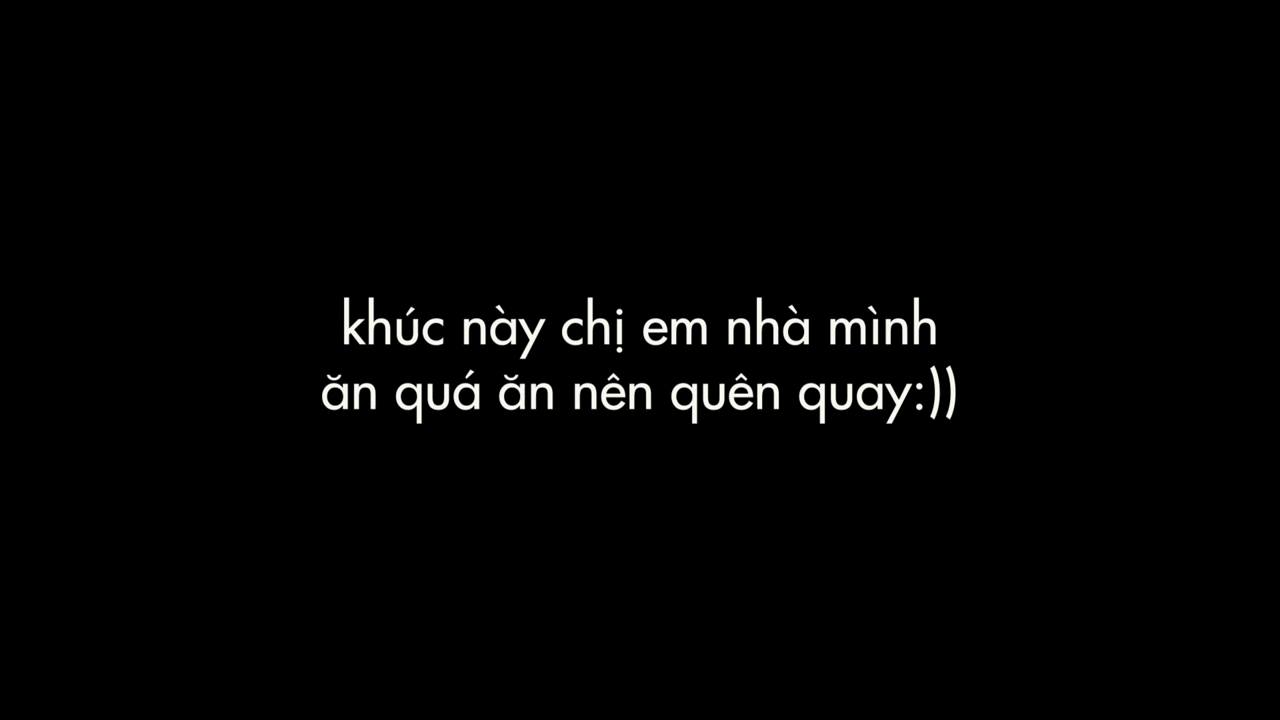 khúc này chị em nhà mình
ăn quá ăn nên quên quay:))